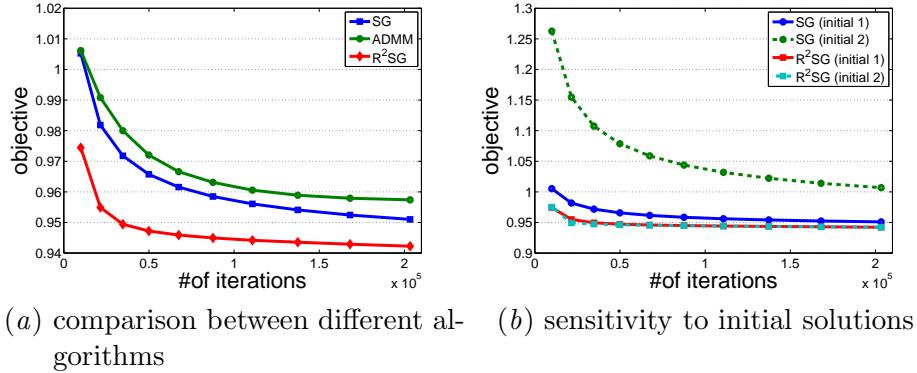 1.02
1.01
1
0.99
0.98
0.97
0.96
0.95
0.94
objective
0
0.5
1
1.5
2
x 10^5
#of iterations
SG
ADMM
R²SG
1.3
1.25
1.2
1.15
1.1
1.05
1
0.95
0.9
objective
0
0.5
1
1.5
2
x 10^5
#of iterations
SG (initial 1)
SG (initial 2)
R²SG (initial 1)
R²SG (initial 2)
(a) comparison between different al-
gorithms
(b) sensitivity to initial solutions